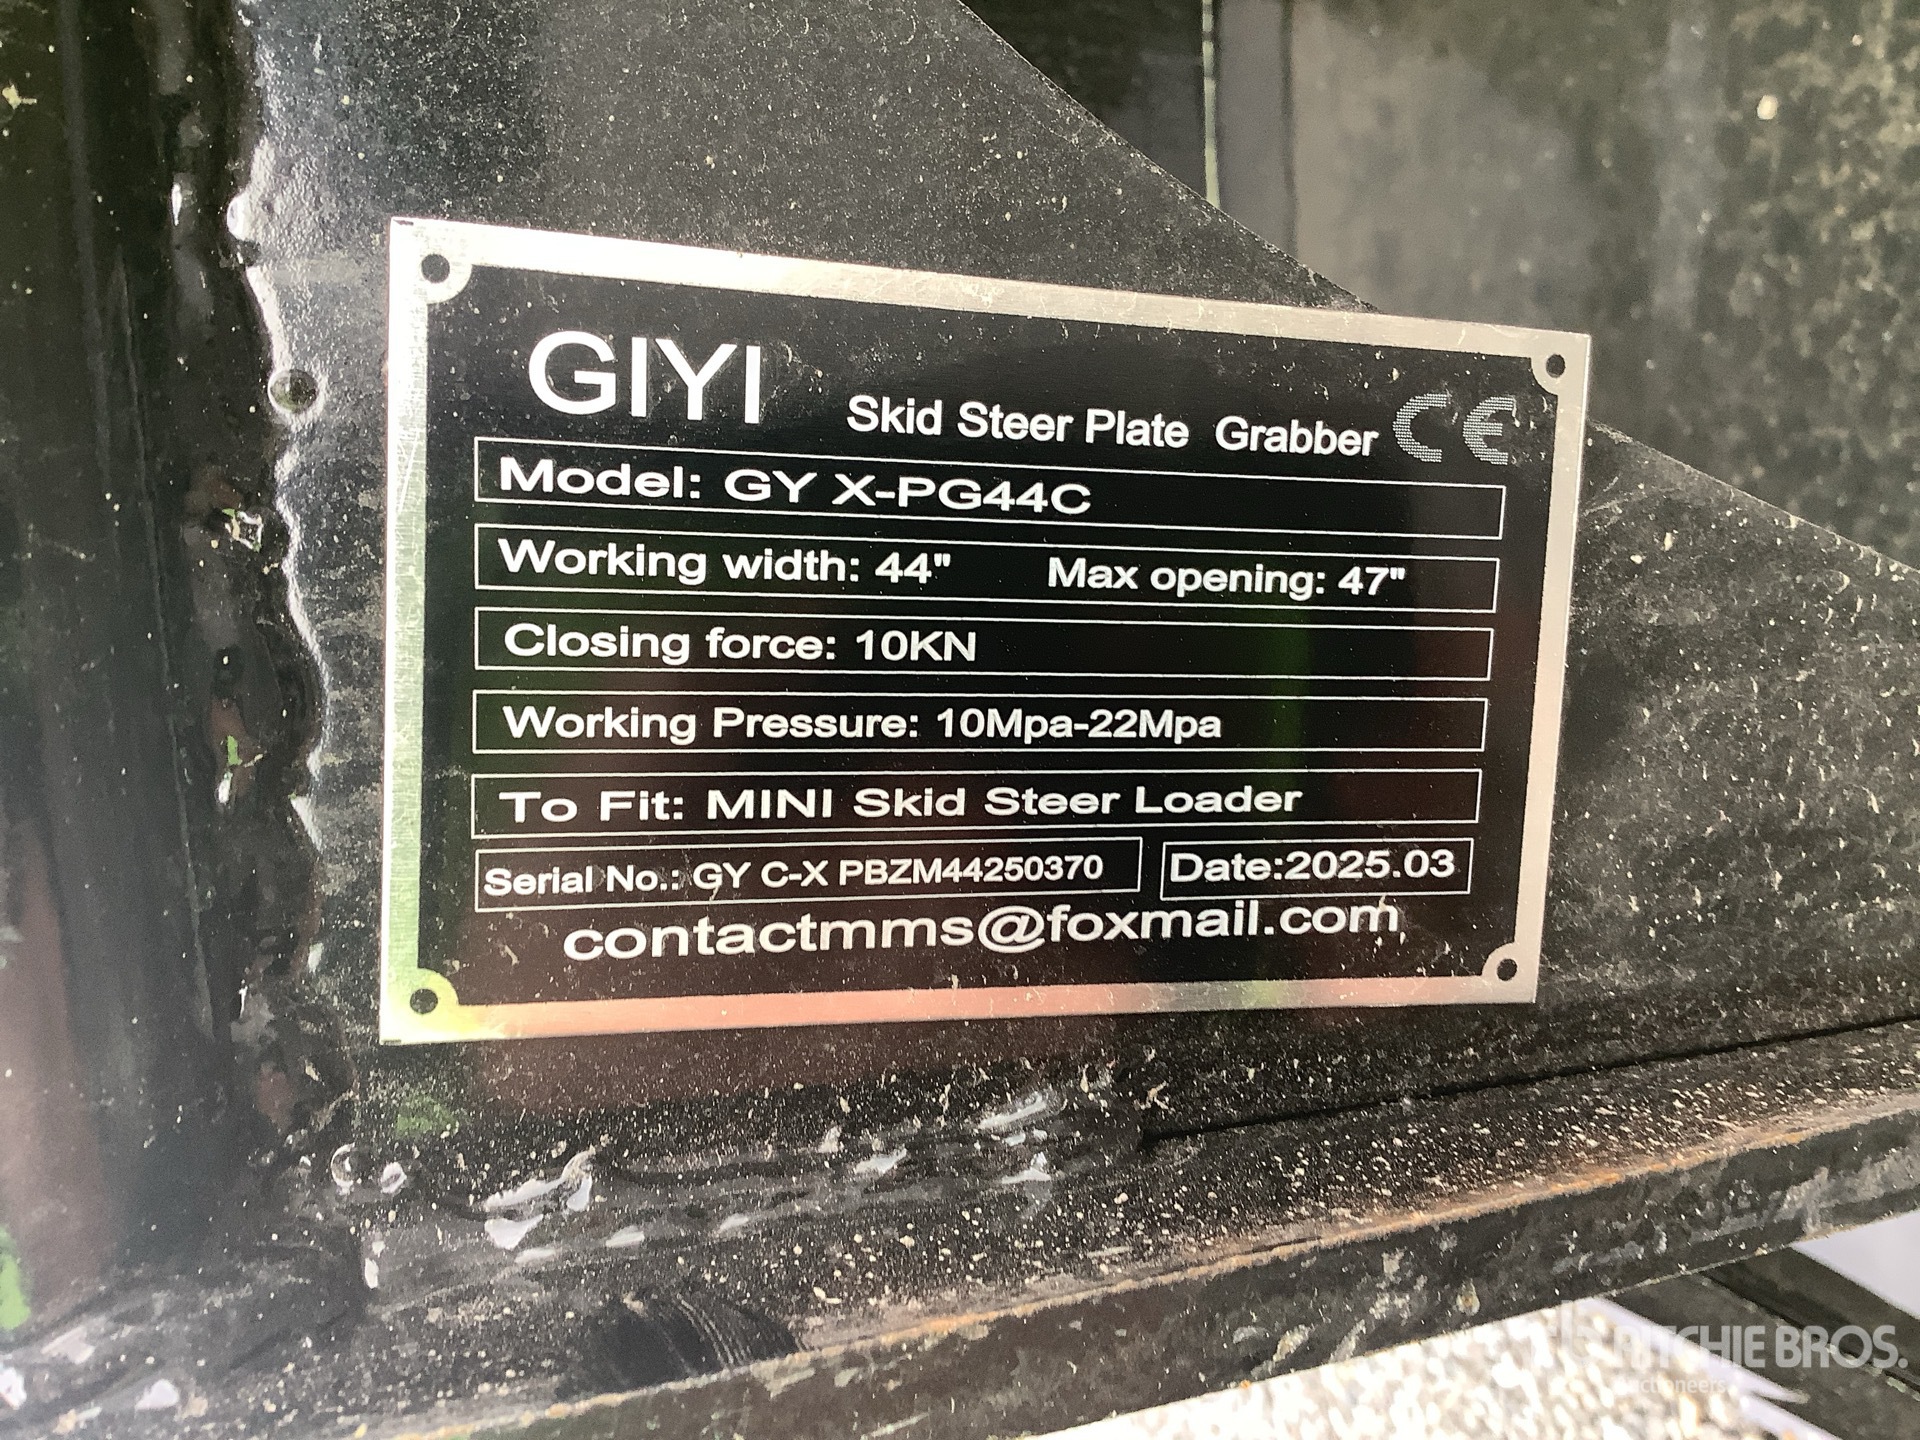 GIYI Skid Steer Plate Grabber CE
Model: GY X-PG44C
Working width: 44" Max opening: 47"
Closing force: 10KN
Working Pressure: 10Mpa-22Mpa
To Fit: MINI Skid Steer Loader
Serial No.: GY C-X PBZM44250370 Date:2025.03
contactmms@foxmail.com
RITCHIE BROS.
Auctioneers